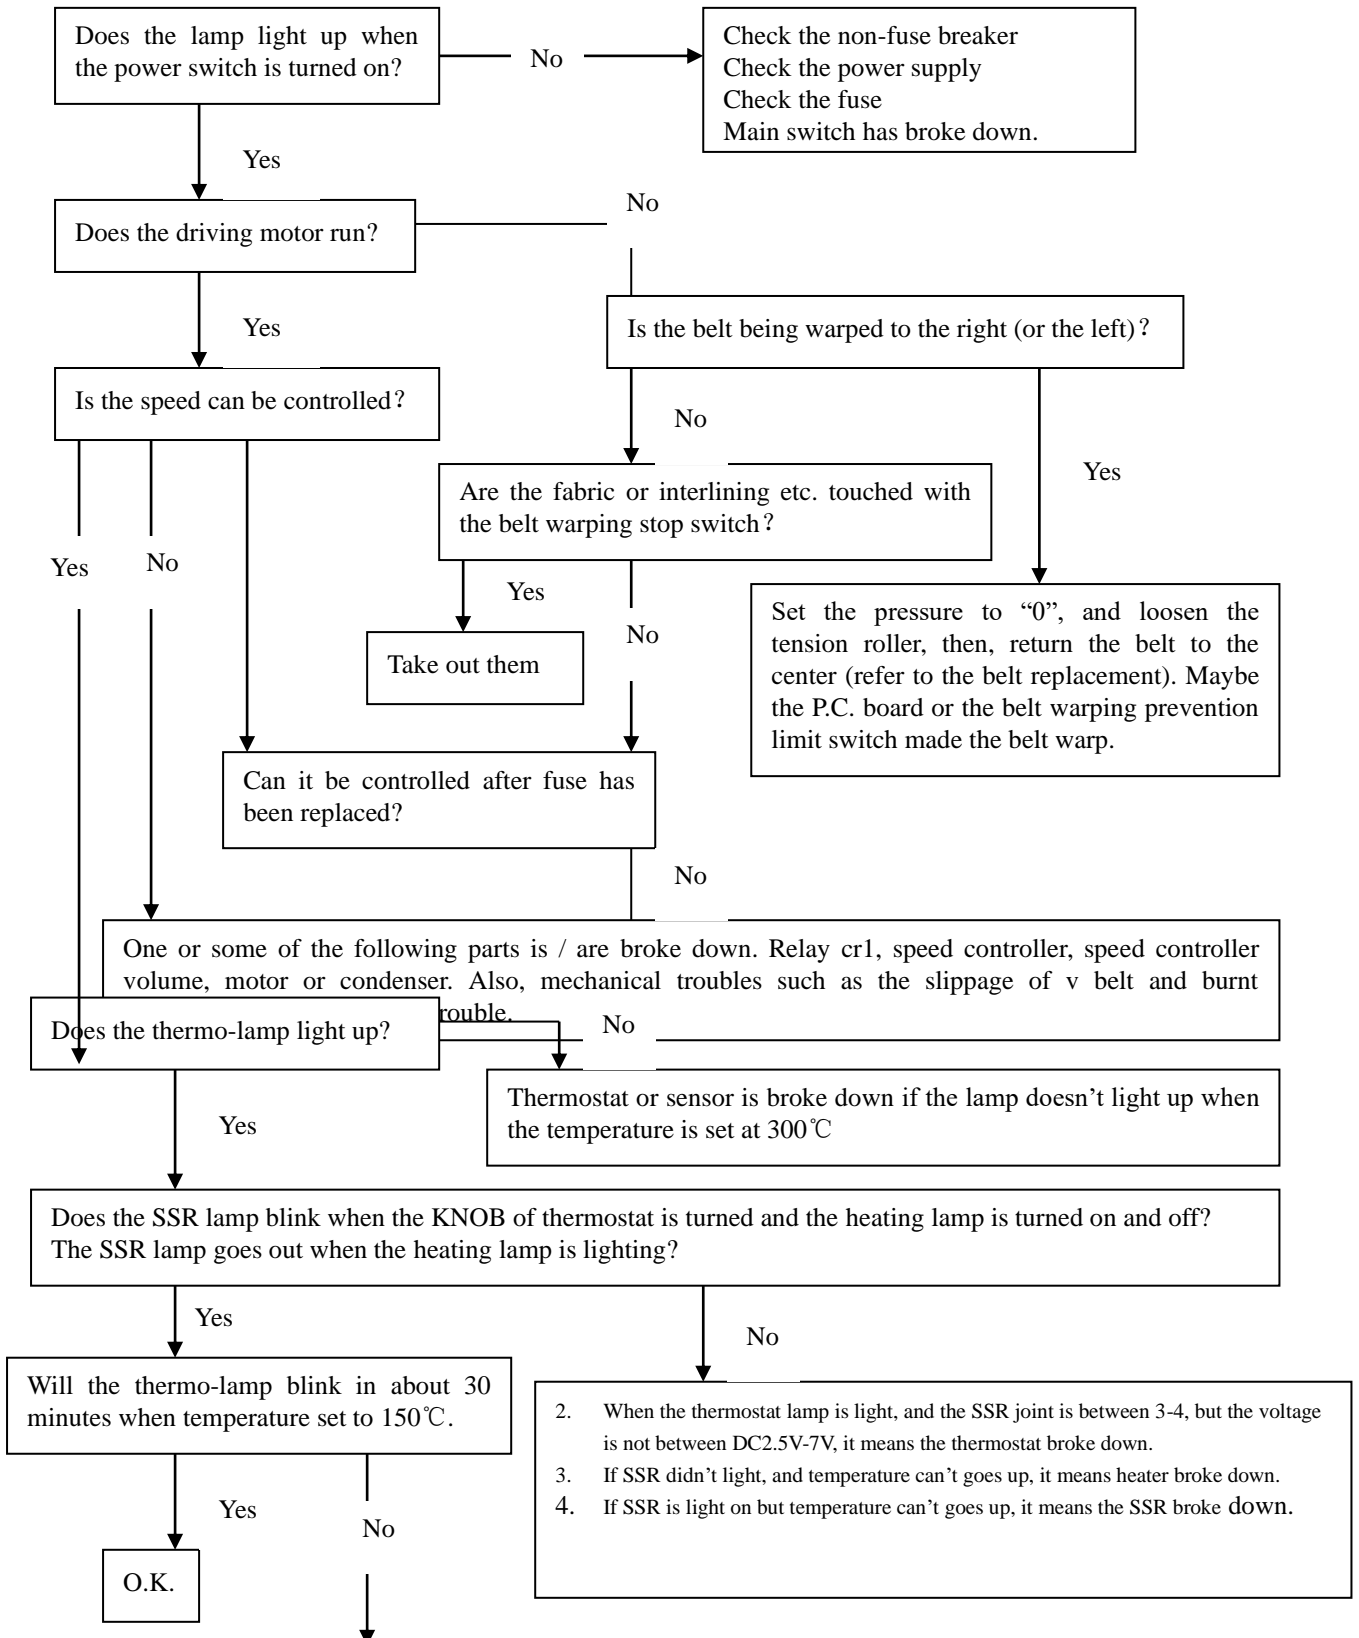 Does the lamp light up when
the power switch is turned on?
No
Check the non-fuse breaker
Check the power supply
Check the fuse
Main switch has broke down.
Yes
No
Does the driving motor run?
Yes
Is the belt being warped to the right (or the left)?
Is the speed can be controlled?
No
Yes
Are the fabric or interlining etc. touched with
the belt warping stop switch?
Yes
No
Yes
No
Set the pressure to “0”, and loosen the
tension roller, then, return the belt to the
center (refer to the belt replacement). Maybe
the P.C. board or the belt warping prevention
limit switch made the belt warp.
Take out them
Can it be controlled after fuse has
been replaced?
No
One or some of the following parts is / are broke down. Relay cr1, speed controller, speed controller
volume, motor or condenser. Also, mechanical troubles such as the slippage of v belt and burnt
rouble.
Does the thermo-lamp light up?
No
Thermostat or sensor is broke down if the lamp doesn’t light up when
the temperature is set at 300℃
Yes
Does the SSR lamp blink when the KNOB of thermostat is turned and the heating lamp is turned on and off?
The SSR lamp goes out when the heating lamp is lighting?
Yes
No
Will the thermo-lamp blink in about 30
minutes when temperature set to 150℃.
2. When the thermostat lamp is light, and the SSR joint is between 3-4, but the voltage
is not between DC2.5V-7V, it means the thermostat broke down.
3. If SSR didn’t light, and temperature can’t goes up, it means heater broke down.
4. If SSR is light on but temperature can’t goes up, it means the SSR broke down.
Yes
No
O.K.